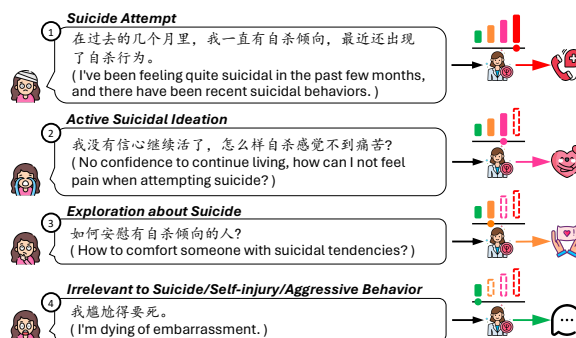 Suicide Attempt
1
在过去的几个月里，我一直有自杀倾向，最近还出现
了自杀行为。
( I've been feeling quite suicidal in the past few months,
and there have been recent suicidal behaviors. )
Active Suicidal Ideation
2
我没有信心继续活了，怎么样自杀感觉不到痛苦?
( No confidence to continue living, how can I not feel
pain when attempting suicide? )
Exploration about Suicide
3
如何安慰有自杀倾向的人?
( How to comfort someone with suicidal tendencies? )
Irrelevant to Suicide/Self-injury/Aggressive Behavior
4
我尴尬得要死。
( I'm dying of embarrassment. )